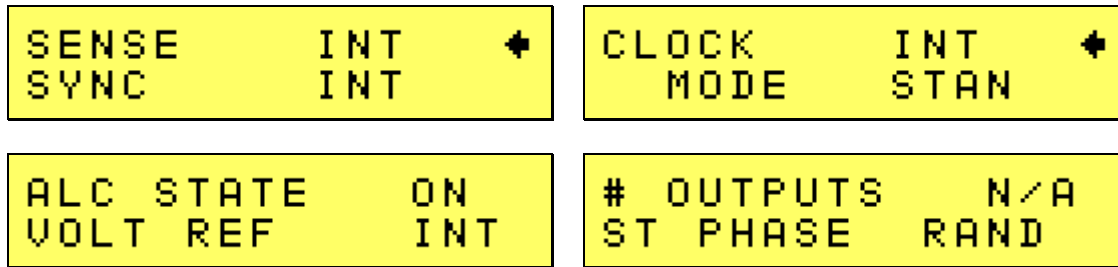 SENSE INT ←
SYNC INT
CLOCK INT ←
MODE STAN
ALC STATE ON
VOLT REF INT
# OUTPUTS N/A
ST PHASE RAND